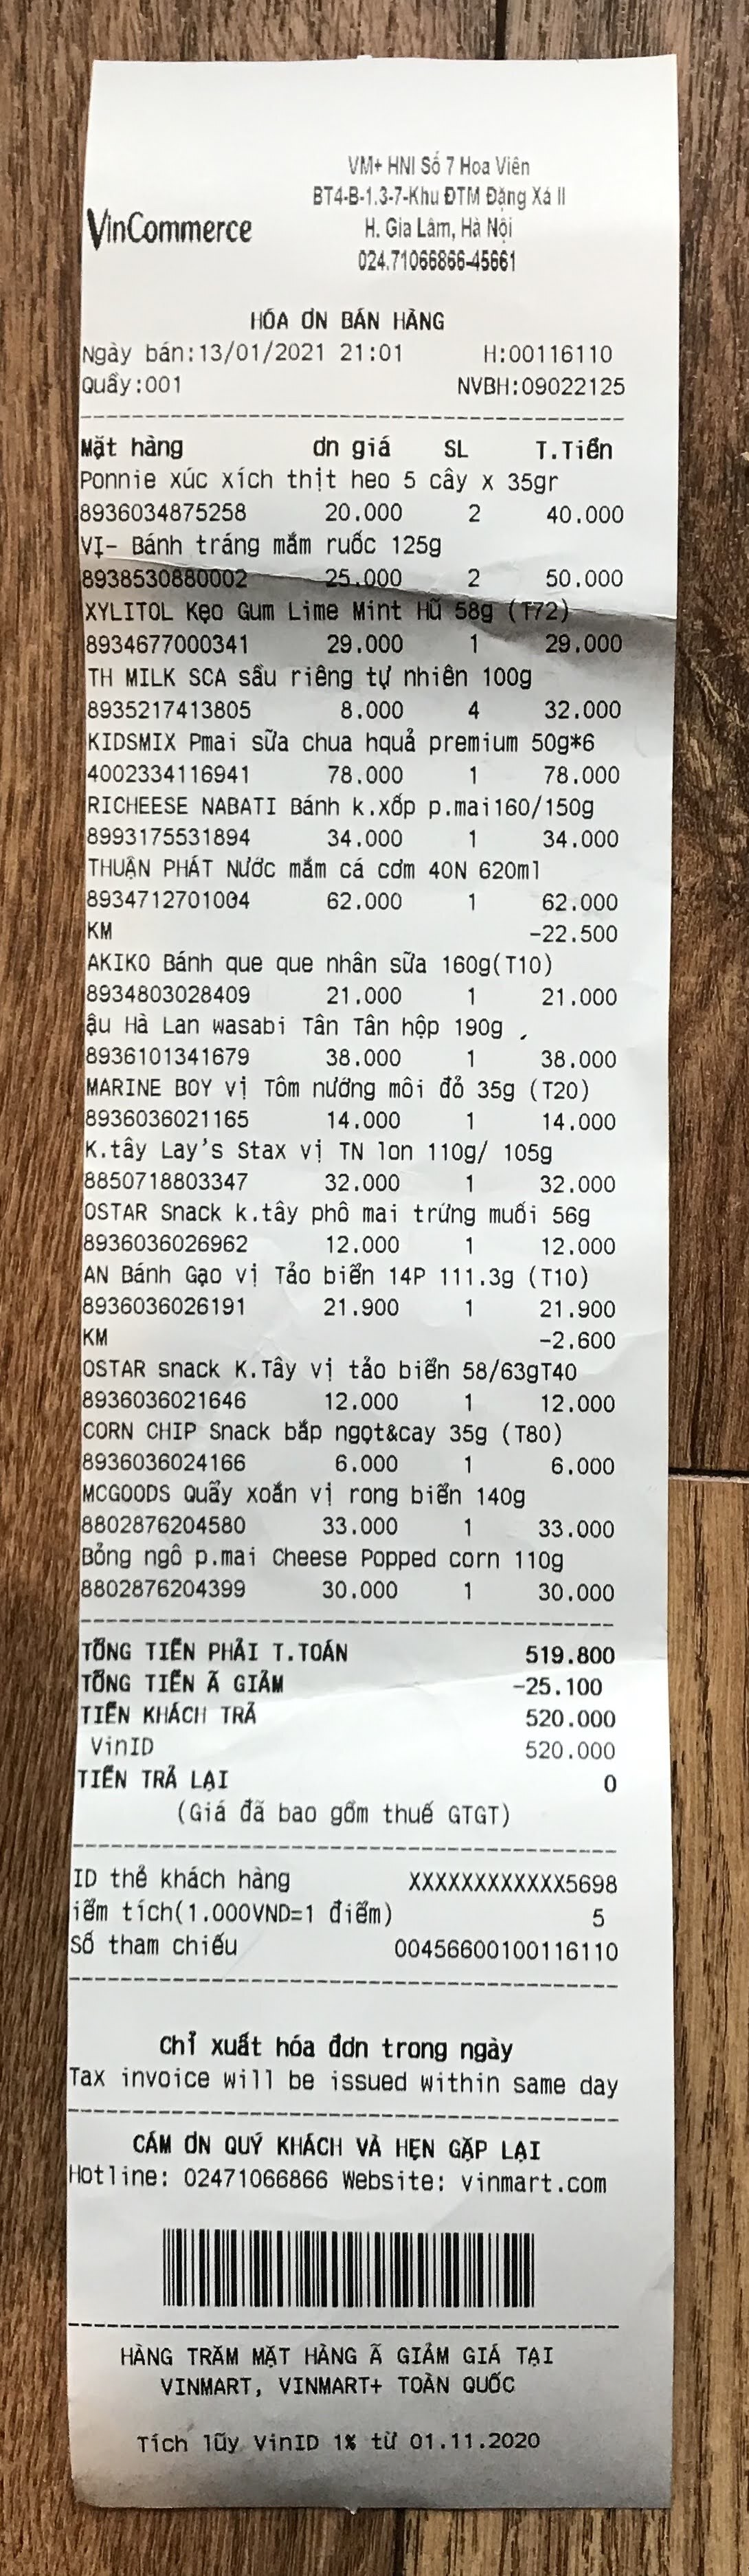 VinCommerce
VM+ HNI Số 7 Hoa Viên
BT4-B-1.3-7-Khu ĐTM Đặng Xá II
H. Gia Lâm, Hà Nội
024.71066866-45661
HÓA ƠN BÁN HÀNG
Ngày bán:13/01/2021 21:01 H:00116110
Quầy:001 NVBH:09022125
Mặt hàng ơn giá SL T.Tiền
Ponnie xúc xích thịt heo 5 cây x 35gr
8936034875258 20.000 2 40.000
VỊ- Bánh tráng mắm ruốc 125g
8938530880002 25.000 2 50.000
XYLITOL Kẹo Gum Lime Mint Hũ 58g (T72)
8934677000341 29.000 1 29.000
TH MILK SCA sầu riêng tự nhiên 100g
8935217413805 8.000 4 32.000
KIDSMIX Pmai sữa chua hquả premium 50g*6
4002334116941 78.000 1 78.000
RICHEESE NABATI Bánh k.xốp p.mai160/150g
8993175531894 34.000 1 34.000
THUẬN PHÁT Nước mắm cá cơm 40N 620ml
8934712701004 62.000 1 62.000
KM -22.500
AKIKO Bánh que que nhân sữa 160g(T10)
8934803028409 21.000 1 21.000
ậu Hà Lan wasabi Tân Tân hộp 190g
8936101341679 38.000 1 38.000
MARINE BOY vị Tôm nướng môi đỏ 35g (T20)
8936036021165 14.000 1 14.000
K.tây Lay's Stax vị TN lon 110g/ 105g
8850718803347 32.000 1 32.000
OSTAR Snack k.tây phô mai trứng muối 56g
8936036026962 12.000 1 12.000
AN Bánh Gạo vị Tảo biển 14P 111.3g (T10)
8936036026191 21.900 1 21.900
KM -2.600
OSTAR snack K.Tây vị tảo biển 58/63gT40
8936036021646 12.000 1 12.000
CORN CHIP Snack bắp ngọt&cay 35g (T80)
8936036024166 6.000 1 6.000
MCGOODS Quẩy xoắn vị rong biển 140g
8802876204580 33.000 1 33.000
Bỏng ngô p.mai Cheese Popped corn 110g
8802876204399 30.000 1 30.000
TỔNG TIỀN PHẢI T.TOÁN 519.800
TỔNG TIỀN Ã GIẢM -25.100
TIỀN KHÁCH TRẢ 520.000
VinID 520.000
TIỀN TRẢ LẠI 0
(Giá đã bao gồm thuế GTGT)
ID thẻ khách hàng XXXXXXXXXXXX5698
iểm tích(1.000VND=1 điểm) 5
Số tham chiếu 00456600100116110
Chỉ xuất hóa đơn trong ngày
Tax invoice will be issued within same day
CÁM ƠN QUÝ KHÁCH VÀ HẸN GẶP LẠI
Hotline: 02471066866 Website: vinmart.com
HÀNG TRĂM MẶT HÀNG Ã GIẢM GIÁ TẠI
VINMART, VINMART+ TOÀN QUỐC
Tích lũy VinID 1% từ 01.11.2020